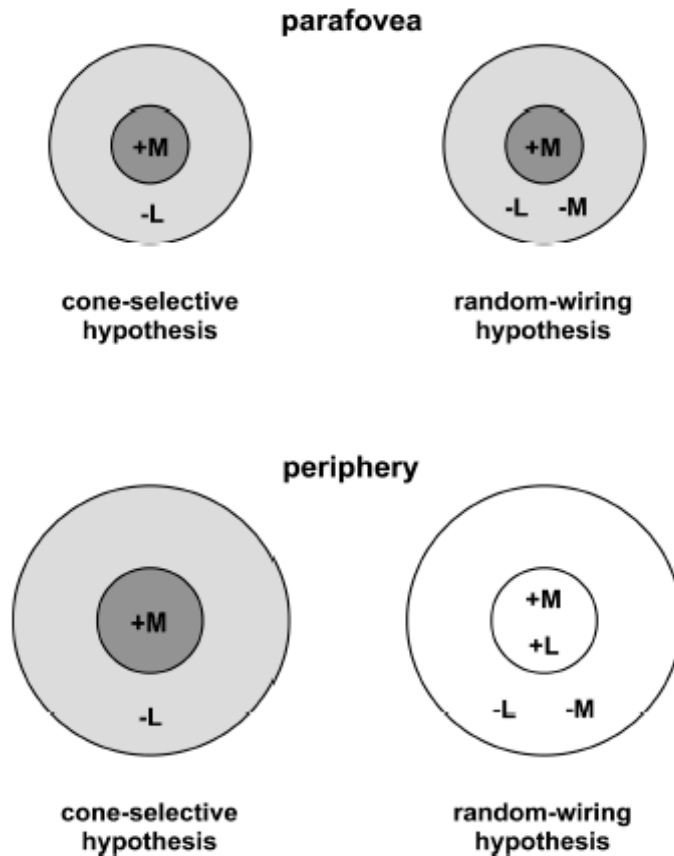 parafovea
+M +M
-L -L -M
cone-selective random-wiring
hypothesis hypothesis
periphery
+M +M
+L
-L -L -M
cone-selective random-wiring
hypothesis hypothesis